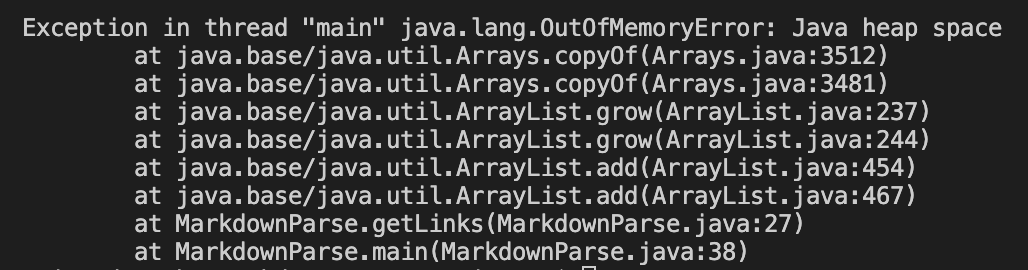 Exception in thread "main" java.lang.OutOfMemoryError: Java heap space
at java.base/java.util.Arrays.copyOf(Arrays.java:3512)
at java.base/java.util.Arrays.copyOf(Arrays.java:3481)
at java.base/java.util.ArrayList.grow(ArrayList.java:237)
at java.base/java.util.ArrayList.grow(ArrayList.java:244)
at java.base/java.util.ArrayList.add(ArrayList.java:454)
at java.base/java.util.ArrayList.add(ArrayList.java:467)
at MarkdownParse.getLinks(MarkdownParse.java:27)
at MarkdownParse.main(MarkdownParse.java:38)